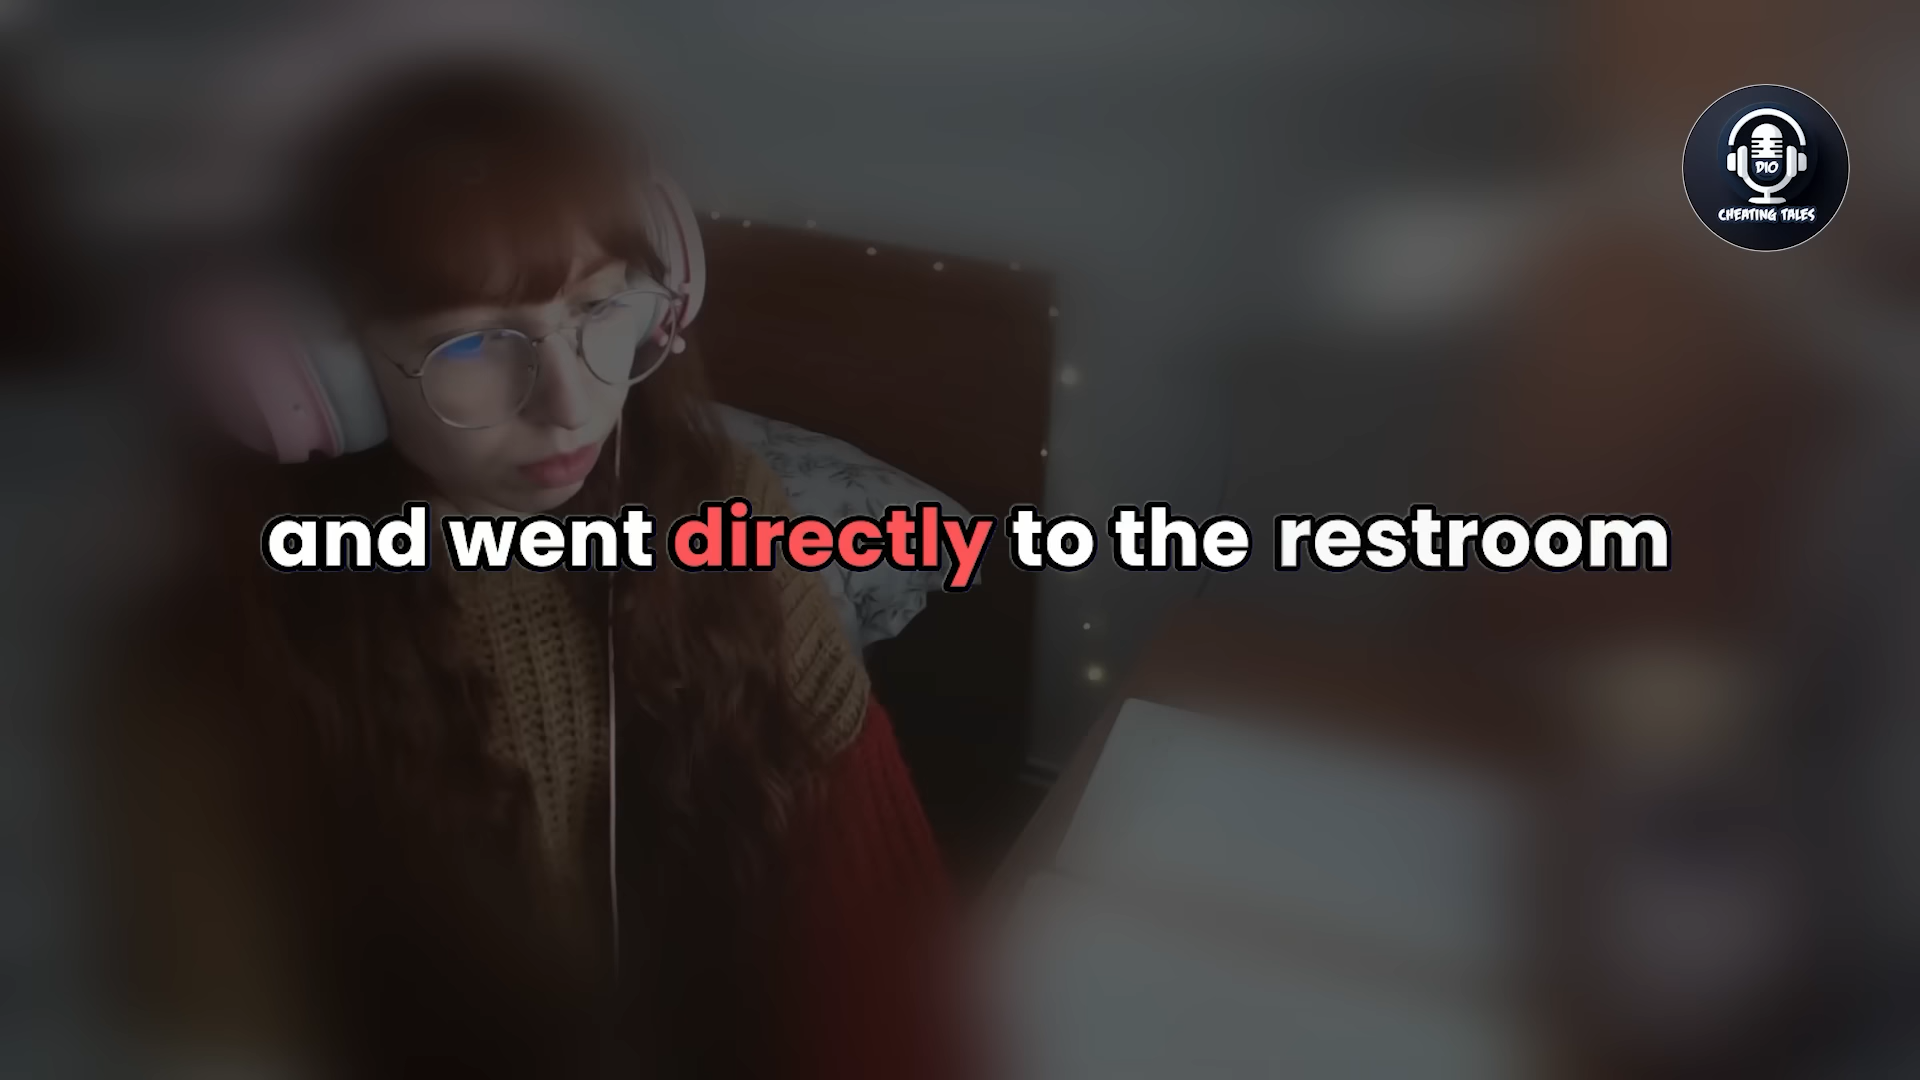 DIO
CHEATING TALES
and went directly to the restroom